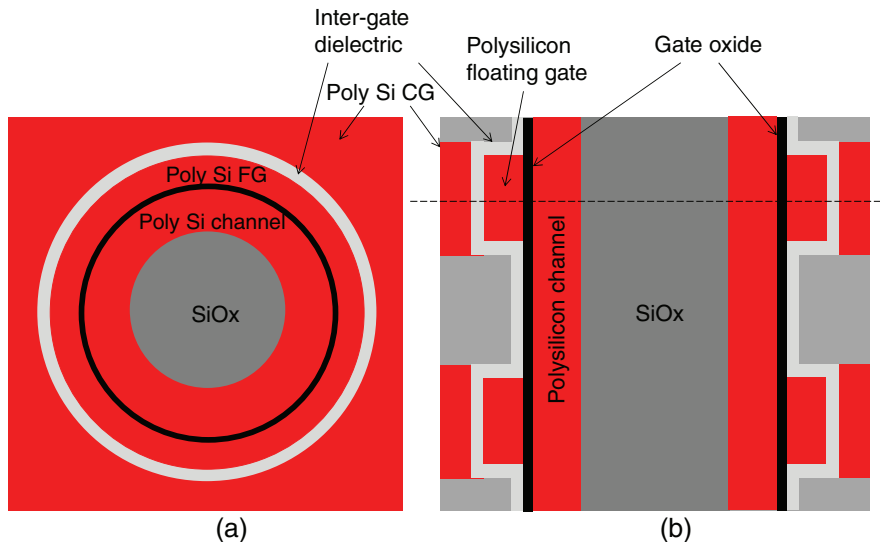 Inter-gate
dielectric
Polysilicon
floating gate
Gate oxide
Poly Si CG
Poly Si FG
Poly Si channel
SiOx
Polysilicon channel
SiOx
(a)
(b)